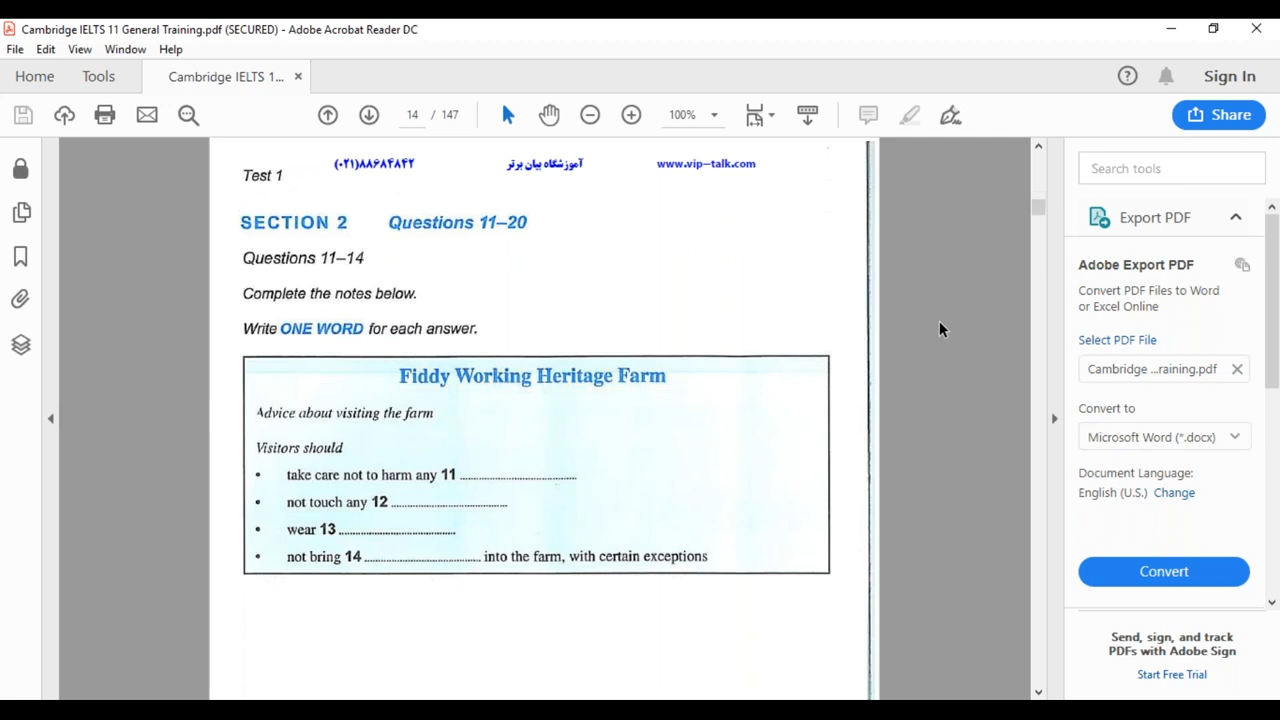 Cambridge IELTS 11 General Training.pdf (SECURED) - Adobe Acrobat Reader DC
File Edit View Window Help
Home Tools Cambridge IELTS 1... × Sign In
14 / 147 100% Share
(۰۲۱)۸۸۶۸۴۸۴۲ آموزشگاه بیان برتر www.vip-talk.com
Test 1
SECTION 2 Questions 11–20
Questions 11–14
Complete the notes below.
Write ONE WORD for each answer.
Fiddy Working Heritage Farm
Advice about visiting the farm
Visitors should
• take care not to harm any 11 ........................................
• not touch any 12 ........................................
• wear 13 ........................................
• not bring 14 ........................................ into the farm, with certain exceptions
Search tools
Export PDF
Adobe Export PDF
Convert PDF Files to Word
or Excel Online
Select PDF File
Cambridge ...raining.pdf
Convert to
Microsoft Word (*.docx)
Document Language:
English (U.S.) Change
Convert
Send, sign, and track
PDFs with Adobe Sign
Start Free Trial